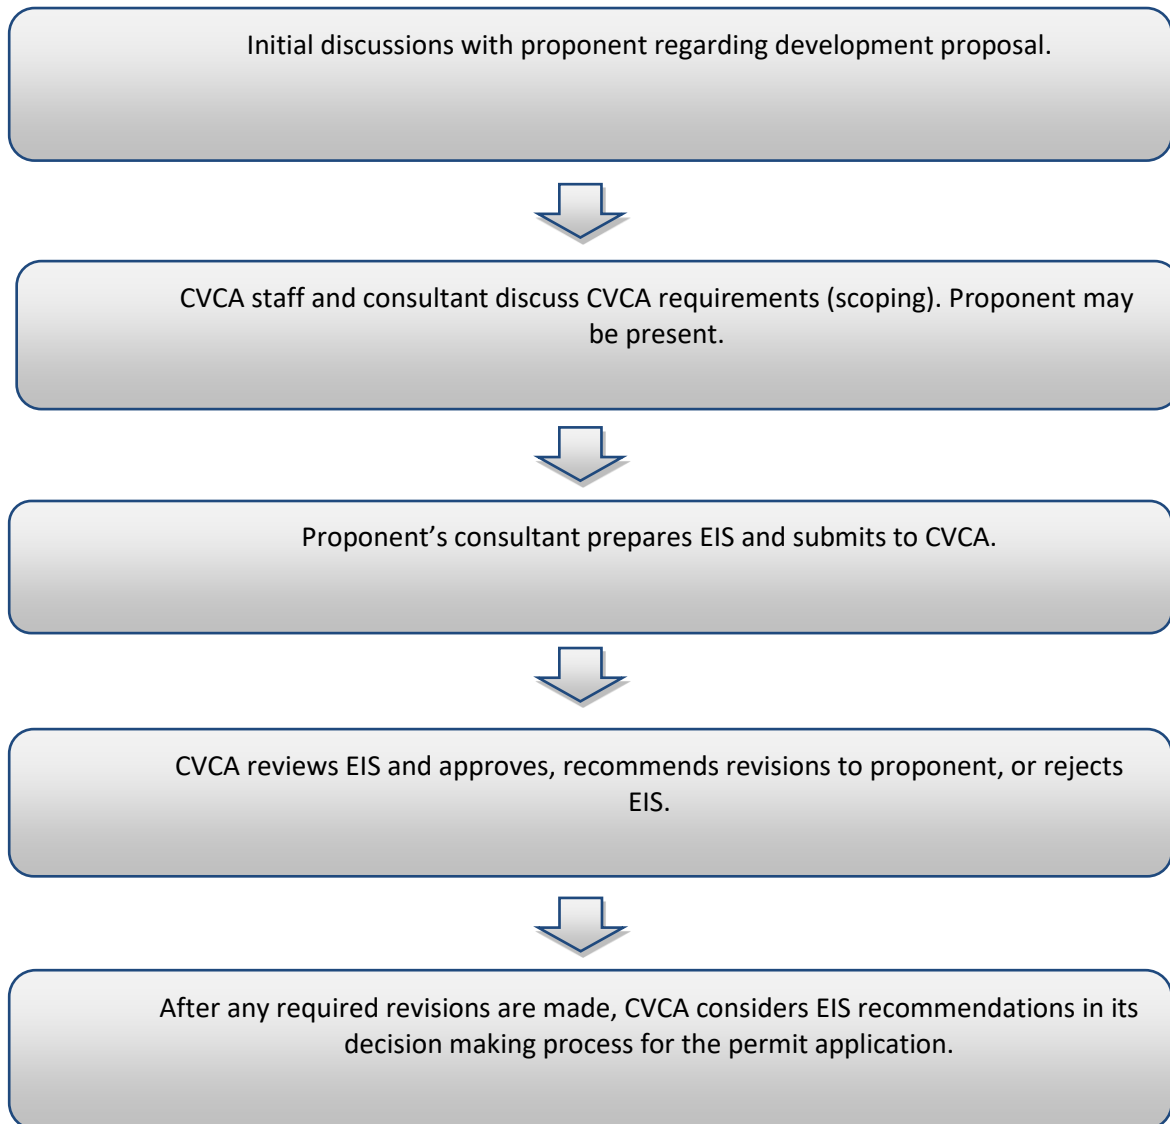 Initial discussions with proponent regarding development proposal.
CVCA staff and consultant discuss CVCA requirements (scoping). Proponent may
be present.
Proponent’s consultant prepares EIS and submits to CVCA.
CVCA reviews EIS and approves, recommends revisions to proponent, or rejects
EIS.
After any required revisions are made, CVCA considers EIS recommendations in its
decision making process for the permit application.